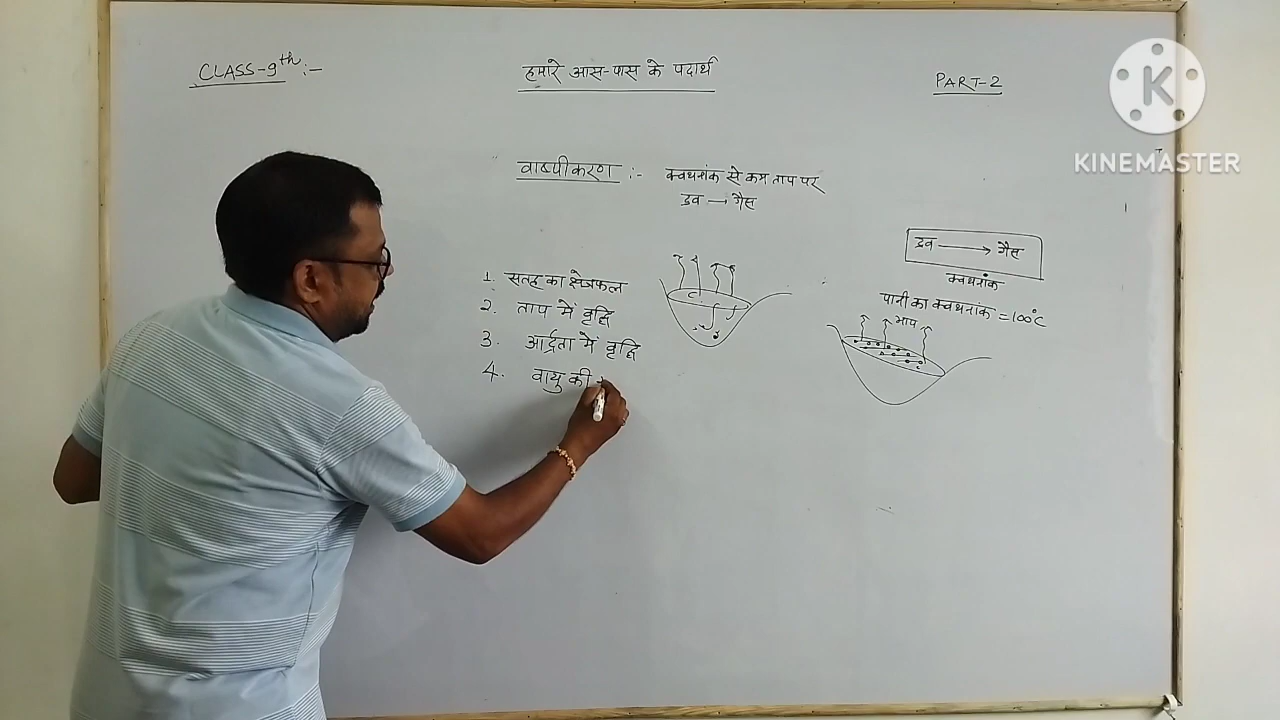 CLASS-9th:-
हमारे आस-पास के पदार्थ
PART-2
KINEMASTER
वाष्पीकरण :- क्वथनांक से कम ताप पर
द्रव → गैस
द्रव → गैस
क्वथनांक
पानी का क्वथनांक = 100°C
भाप
1. सतह का क्षेत्रफल
2. ताप में वृद्धि
3. आर्द्रता में वृद्धि
4. वायु की